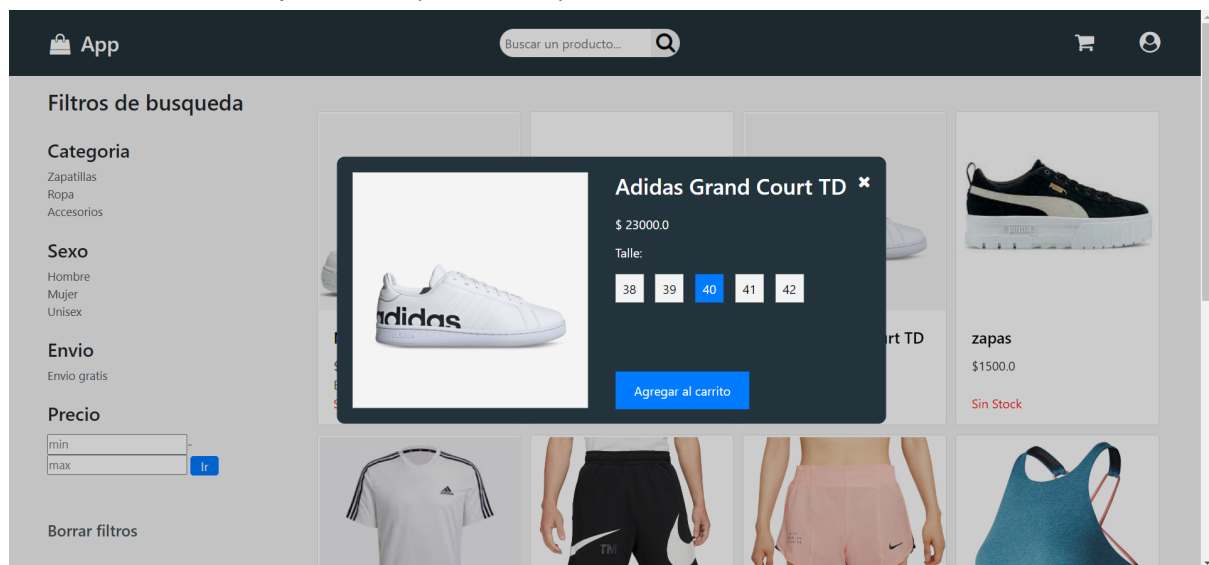 App
Buscar un producto...
Filtros de busqueda
Categoria
Zapatillas
Ropa
Accesorios
Sexo
Hombre
Mujer
Unisex
Envio
Envio gratis
Precio
min
-
max
Ir
Borrar filtros
Adidas Grand Court TD
$ 23000.0
Talle:
38 39 40 41 42
Agregar al carrito
adidas
rt TD
zapas
$1500.0
Sin Stock
PUMA
TM